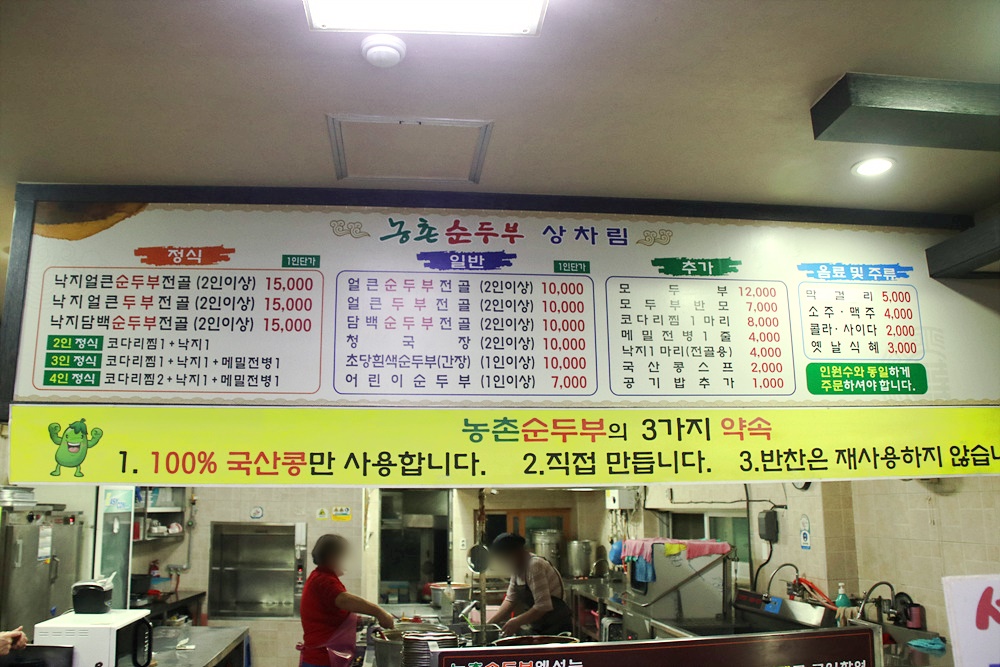 농촌 순두부 상차림
정식
1인단가
낙지얼큰순두부전골 (2인이상) 15,000
낙지얼큰두부전골 (2인이상) 15,000
낙지담백순두부전골 (2인이상) 15,000
2인 정식 코다리찜1+낙지1
3인 정식 코다리찜1+낙지1+메밀전병1
4인 정식 코다리찜2+낙지1+메밀전병1
일반
1인단가
얼큰순두부전골 (2인이상) 10,000
얼큰두부전골 (2인이상) 10,000
담백순두부전골 (2인이상) 10,000
청국장 (2인이상) 10,000
초당흰색순두부(간장) (1인이상) 10,000
어린이순두부 (1인이상) 7,000
추가
모두부 12,000
모두부반모 7,000
코다리찜1마리 8,000
메밀전병1줄 4,000
낙지1마리(전골용) 4,000
국산콩스프 2,000
공기밥추가 1,000
음료 및 주류
막걸리 5,000
소주·맥주 4,000
콜라·사이다 2,000
옛날식혜 3,000
인원수와 동일하게
주문하셔야 합니다.
농촌순두부의 3가지 약속
1. 100% 국산콩만 사용합니다. 2.직접 만듭니다. 3.반찬은 재사용하지 않습니